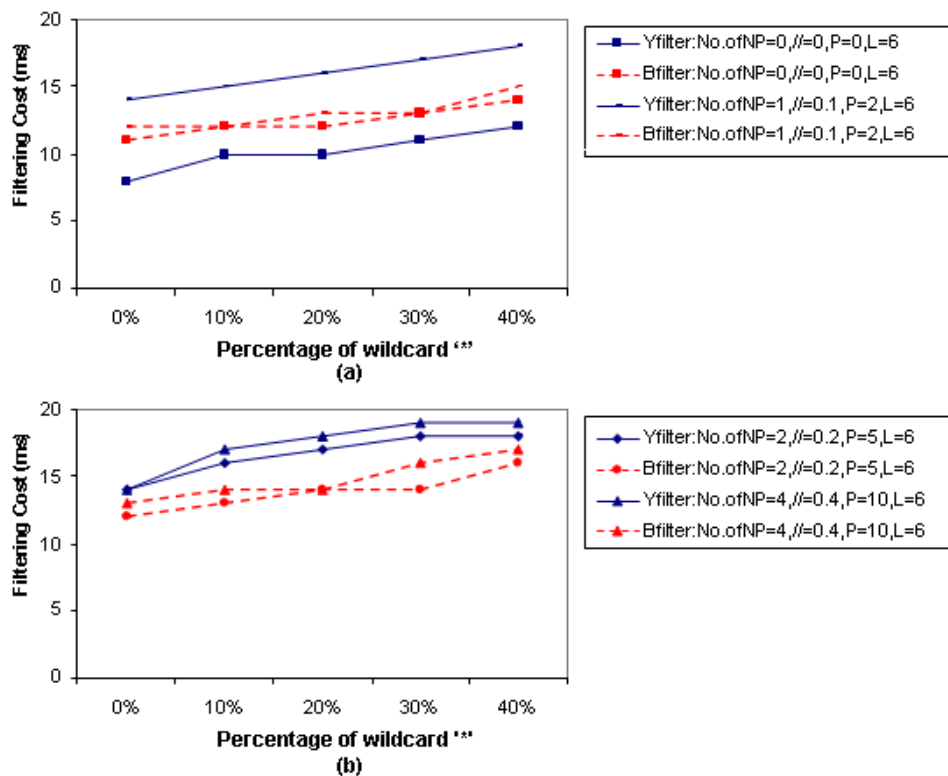 20
15
10
5
0
Filtering Cost (ms)
0% 10% 20% 30% 40%
Percentage of wildcard ‘*’
(a)
Yfilter:No.ofNP=0,//=0,P=0,L=6
Bfilter:No.ofNP=0,//=0,P=0,L=6
Yfilter:No.ofNP=1,//=0.1,P=2,L=6
Bfilter:No.ofNP=1,//=0.1,P=2,L=6
20
15
10
5
0
Filtering Cost (ms)
0% 10% 20% 30% 40%
Percentage of wildcard '*'
(b)
Yfilter:No.ofNP=2,//=0.2,P=5,L=6
Bfilter:No.ofNP=2,//=0.2,P=5,L=6
Yfilter:No.ofNP=4,//=0.4,P=10,L=6
Bfilter:No.ofNP=4,//=0.4,P=10,L=6